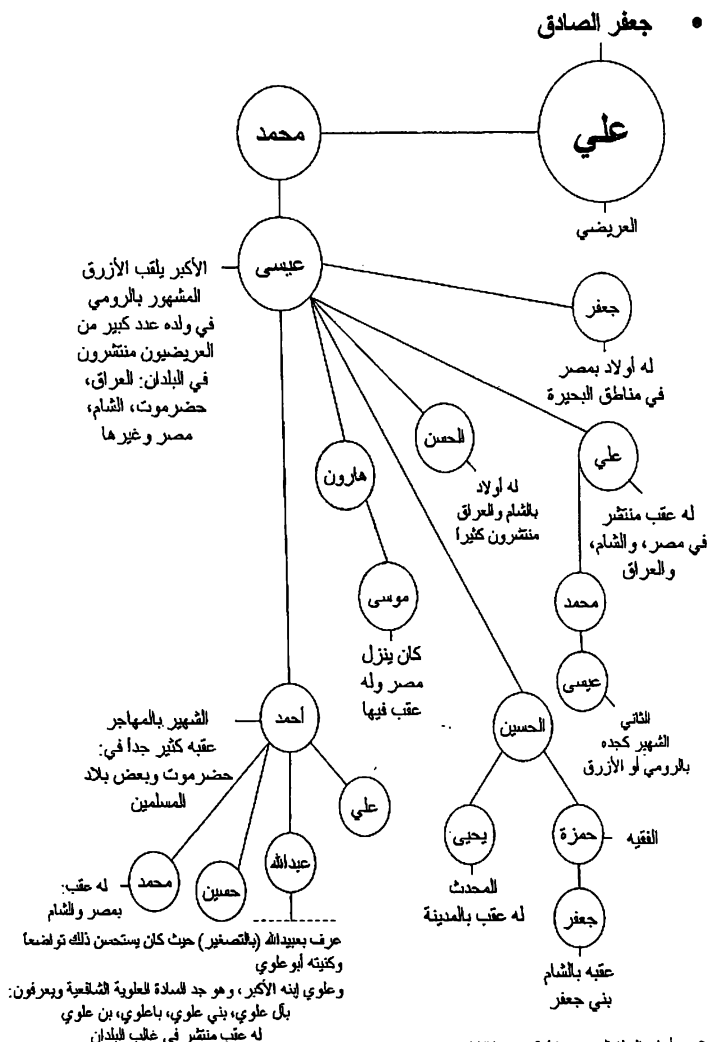 • جعفر الصادق
علي
العريضي
محمد
عيسى
الأكبر يلقب الأزرق
المشهور بالرومي
في ولده عدد كبير من
العريضيون منتشرون
في البلدان: العراق،
حضرموت، الشام،
مصر وغيرها
جعفر
له أولاد بمصر
في مناطق البحيرة
علي
له عقب منتشر
في مصر، والشام،
والعراق
محمد
عيسى
الثاني
الشهير كجده
بالرومي أو الأزرق
الحسن
له أولاد
بالشام والعراق
منتشرون كثيراً
هارون
موسى
كان ينزل
مصر وله
عقب فيها
الحسين
حمزة
الفقيه
جعفر
عقبه بالشام
بني جعفر
يحيى
المحدث
له عقب بالمدينة
أحمد
الشهير بالمهاجر
عقبه كثير جداً في:
حضرموت وبعض بلاد
المسلمين
علي
عبدالله
حسين
محمد
له عقب:
بمصر والشام
عرف بعبيدالله (بالتصغير) حيث كان يستحسن ذلك تواضعاً
وكنيته أبو علوي
وعلوي إبنه الأكبر، وهو جد للسادة العلوية الشافعية ويعرفون:
بآل علوي، بني علوي، باعلوي، بن علوي
له عقب منتشر في غالب البلدان